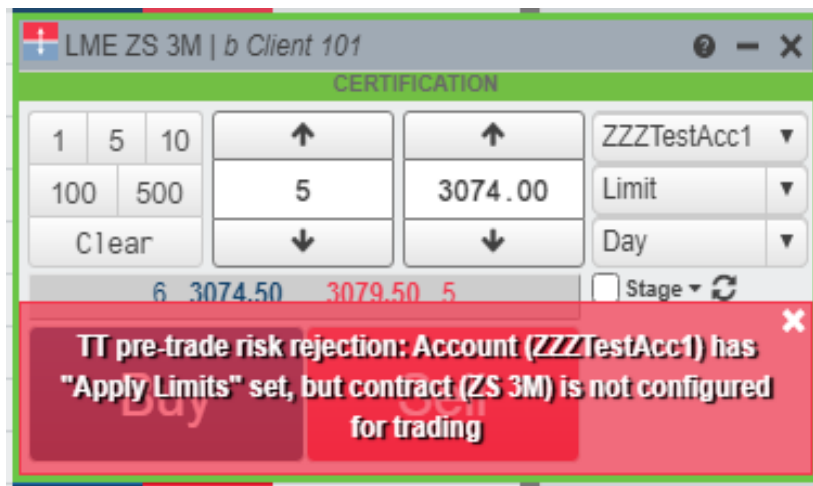 LME ZS 3M | b Client 101
CERTIFICATION
1 5 10
100 500
Clear
5
3074.00
ZZZTestAcc1
Limit
Day
6 3074.50 3079.50 5
Stage
TT pre-trade risk rejection: Account (ZZZTestAcc1) has
"Apply Limits" set, but contract (ZS 3M) is not configured
for trading
Buy
Sell